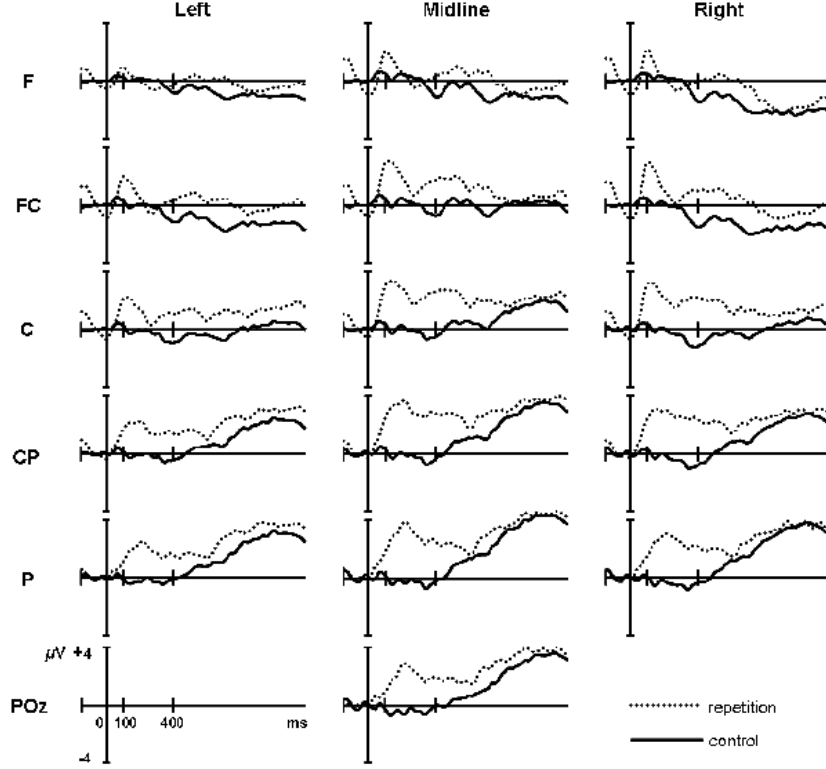 Left Midline Right
F
FC
C
CP
P
µV +4
POz
0 100 400 ms
-4
repetition
control